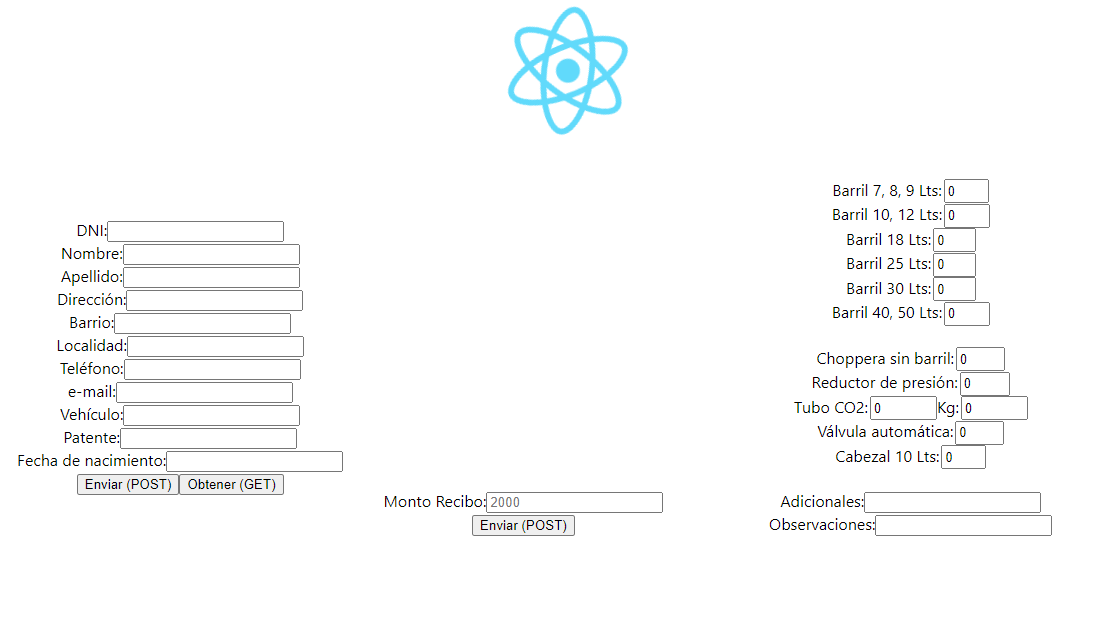 DNI:
Nombre:
Apellido:
Dirección:
Barrio:
Localidad:
Teléfono:
e-mail:
Vehículo:
Patente:
Fecha de nacimiento:
Enviar (POST) Obtener (GET)
Monto Recibo: 2000
Enviar (POST)
Barril 7, 8, 9 Lts: 0
Barril 10, 12 Lts: 0
Barril 18 Lts: 0
Barril 25 Lts: 0
Barril 30 Lts: 0
Barril 40, 50 Lts: 0
Choppera sin barril: 0
Reductor de presión: 0
Tubo CO2: 0 Kg: 0
Válvula automática: 0
Cabezal 10 Lts: 0
Adicionales:
Observaciones: